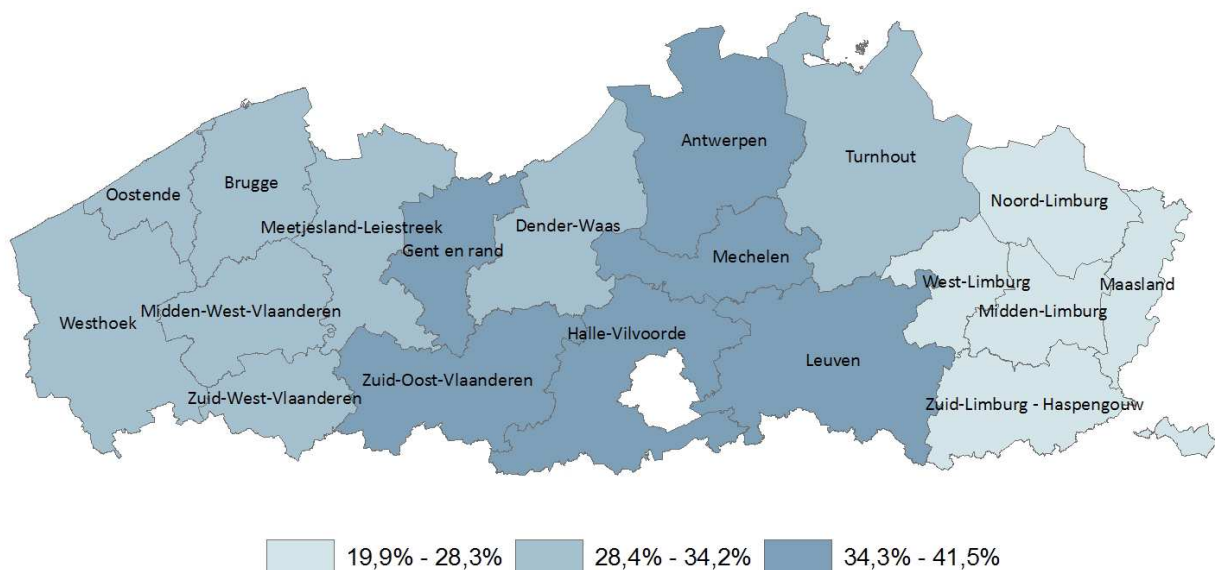 Antwerpen
Turnhout
Brugge
Oostende
Noord-Limburg
Meetjesland-Leiestreek
Dender-Waas
Gent en rand
Mechelen
West-Limburg
Maasland
Midden-West-Vlaanderen
Midden-Limburg
Westhoek
Halle-Vilvoorde
Leuven
Zuid-Oost-Vlaanderen
Zuid-West-Vlaanderen
Zuid-Limburg - Haspengouw
19,9% - 28,3%
28,4% - 34,2%
34,3% - 41,5%